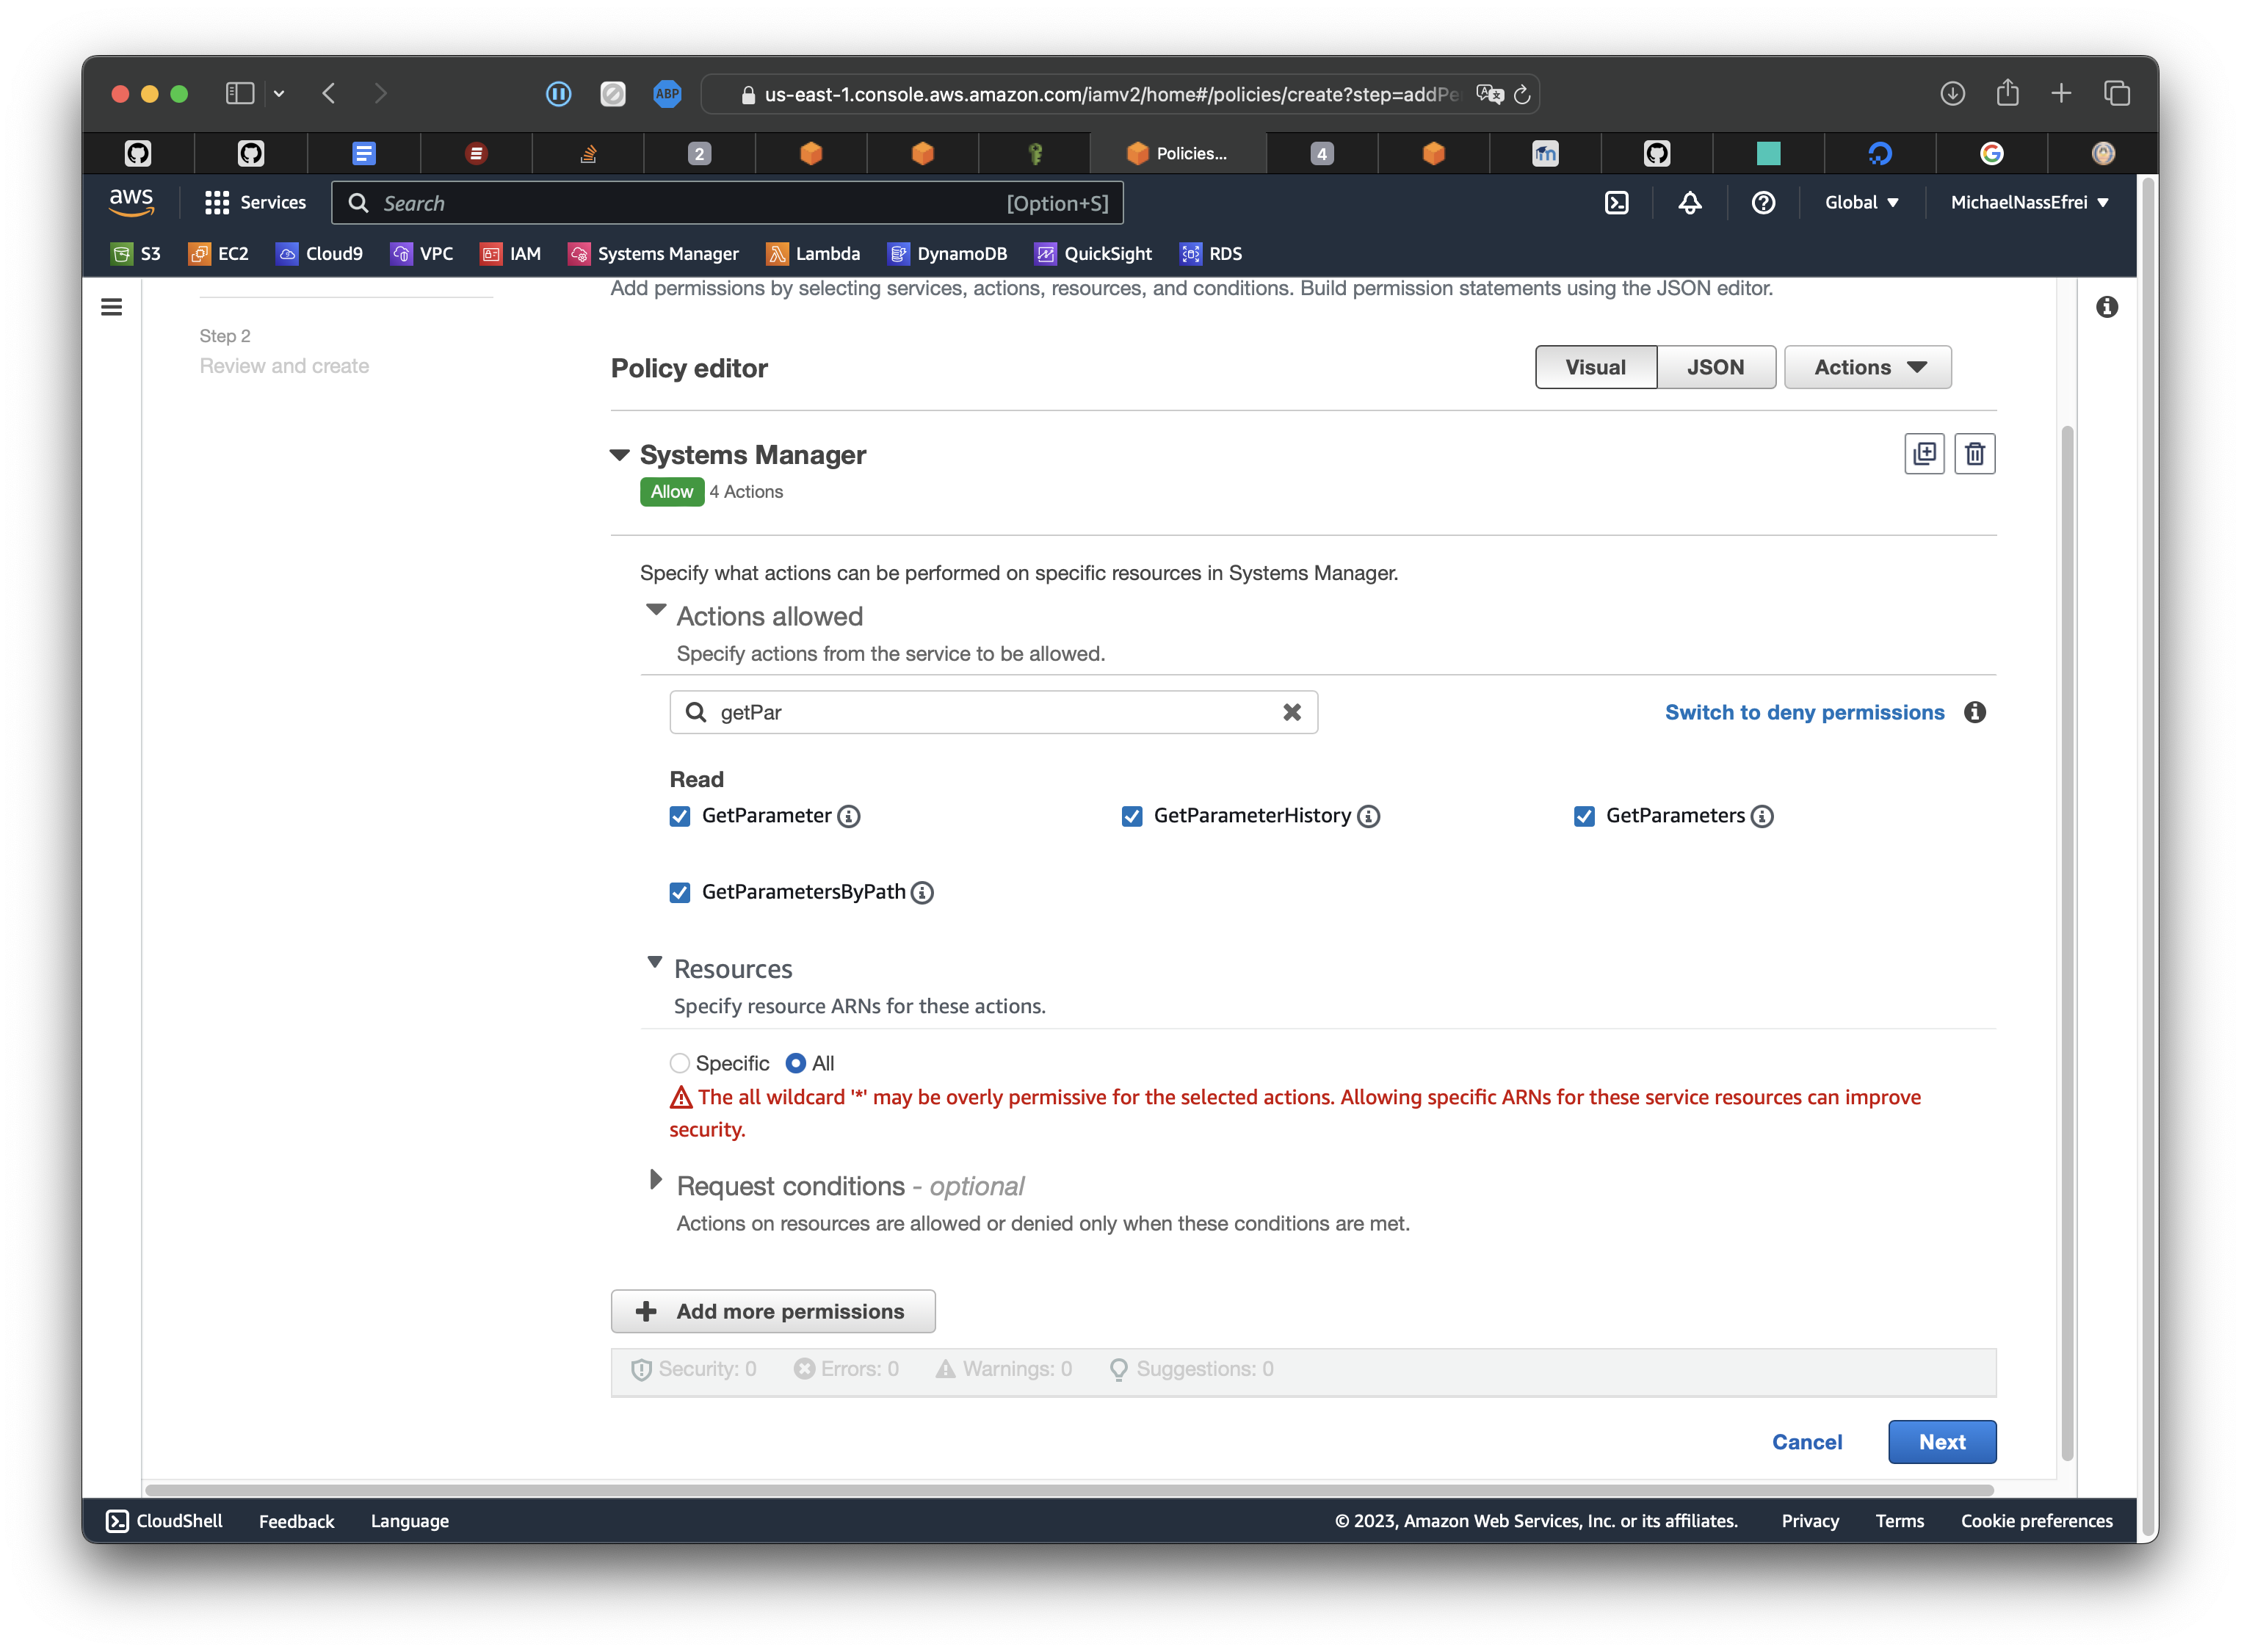 ABP
us-east-1.console.aws.amazon.com/iamv2/home#/policies/create?step=addPe
2
Policies...
4
aws
Services
Search
[Option+S]
Global
MichaelNassEfrei
S3
EC2
Cloud9
VPC
IAM
Systems Manager
Lambda
DynamoDB
QuickSight
RDS
Add permissions by selecting services, actions, resources, and conditions. Build permission statements using the JSON editor.
Step 2
Review and create
Policy editor
Visual
JSON
Actions
Systems Manager
Allow 4 Actions
Specify what actions can be performed on specific resources in Systems Manager.
Actions allowed
Specify actions from the service to be allowed.
getPar
Switch to deny permissions
Read
GetParameter
GetParameterHistory
GetParameters
GetParametersByPath
Resources
Specify resource ARNs for these actions.
Specific
All
The all wildcard '*' may be overly permissive for the selected actions. Allowing specific ARNs for these service resources can improve
security.
Request conditions - optional
Actions on resources are allowed or denied only when these conditions are met.
Add more permissions
Security: 0
Errors: 0
Warnings: 0
Suggestions: 0
Cancel
Next
CloudShell
Feedback
Language
© 2023, Amazon Web Services, Inc. or its affiliates.
Privacy
Terms
Cookie preferences